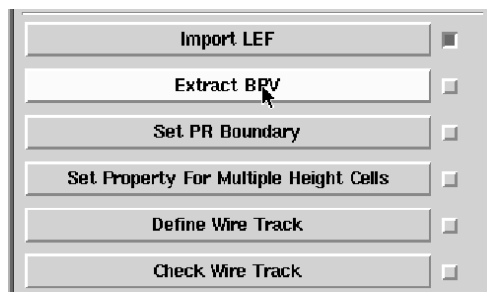 Import LEF
Extract BPV
Set PR Boundary
Set Property For Multiple Height Cells
Define Wire Track
Check Wire Track